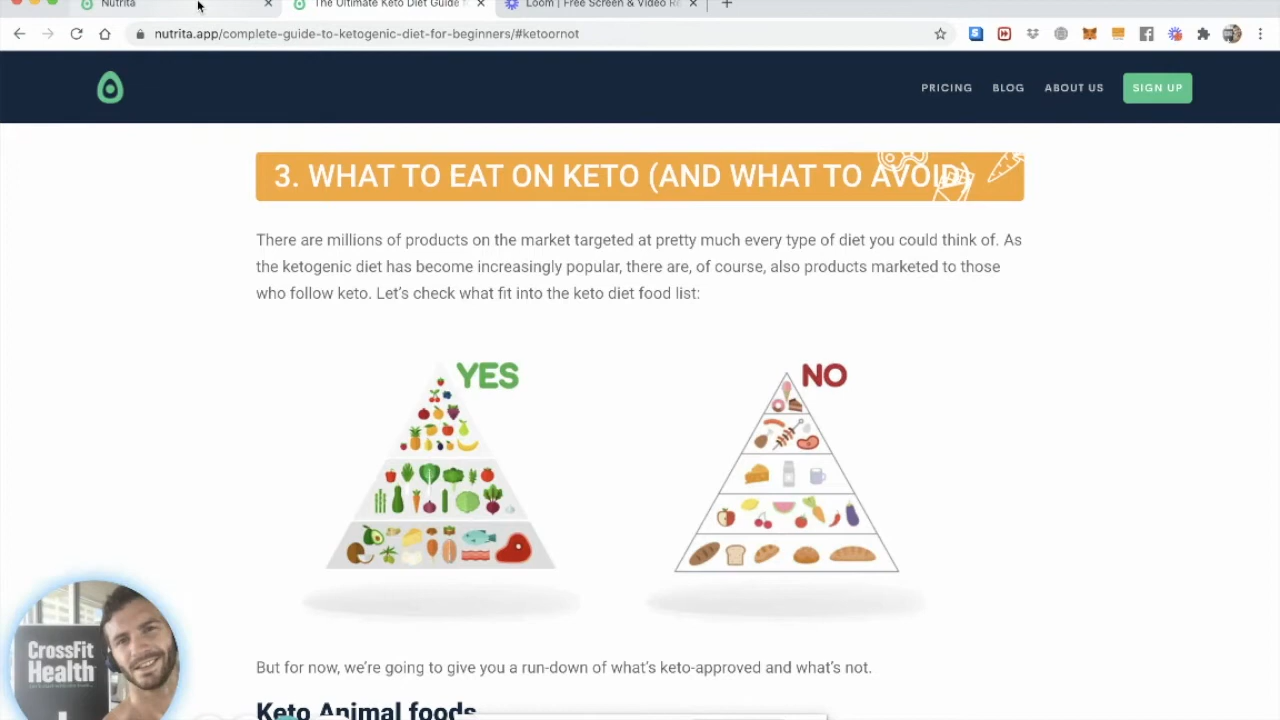 Nutrita
The Ultimate Keto Diet Guide
Loom | Free Screen & Video Re
nutrita.app/complete-guide-to-ketogenic-diet-for-beginners/#ketoornot
PRICING BLOG ABOUT US SIGN UP
3. WHAT TO EAT ON KETO (AND WHAT TO AVOID)
There are millions of products on the market targeted at pretty much every type of diet you could think of. As
the ketogenic diet has become increasingly popular, there are, of course, also products marketed to those
who follow keto. Let's check what fit into the keto diet food list:
YES
NO
CrossFit
Health
But for now, we're going to give you a run-down of what's keto-approved and what's not.
Keto Animal foods